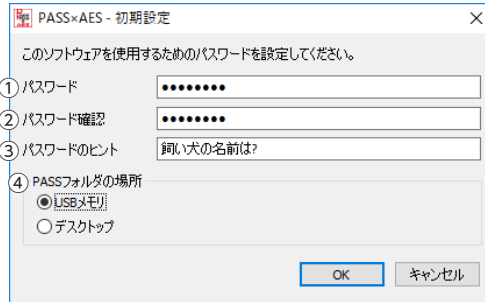 PASS×AES - 初期設定
このソフトウェアを使用するためのパスワードを設定してください。
① パスワード ●●●●●●●●
② パスワード確認 ●●●●●●●●
③ パスワードのヒント 飼い犬の名前は?
④ PASSフォルダの場所
USBメモリ
デスクトップ
OK キャンセル